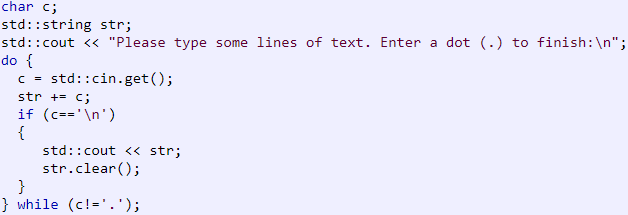 char c;
std::string str;
std::cout << "Please type some lines of text. Enter a dot (.) to finish:\n";
do {
  c = std::cin.get();
  str += c;
  if (c=='\n')
  {
     std::cout << str;
     str.clear();
  }
} while (c!='.');